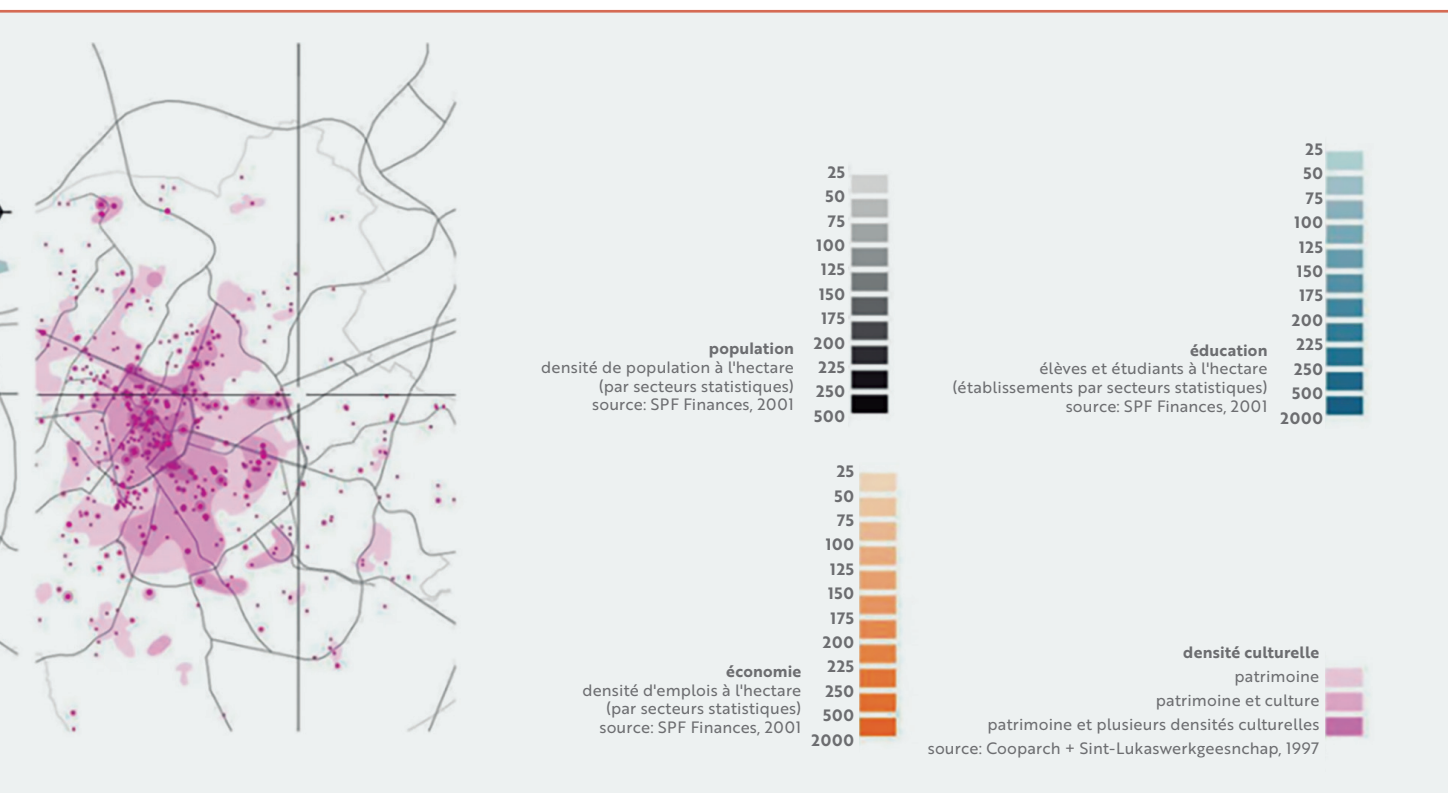 25
50
75
100
125
150
175
200
225
250
500
population
densité de population à l'hectare
(par secteurs statistiques)
source: SPF Finances, 2001
25
50
75
100
125
150
175
200
225
250
500
2000
éducation
élèves et étudiants à l'hectare
(établissements par secteurs statistiques)
source: SPF Finances, 2001
25
50
75
100
125
150
175
200
225
250
500
2000
économie
densité d'emplois à l'hectare
(par secteurs statistiques)
source: SPF Finances, 2001
densité culturelle
patrimoine
patrimoine et culture
patrimoine et plusieurs densités culturelles
source: Cooparch + Sint-Lukaswerkgeesnchap, 1997